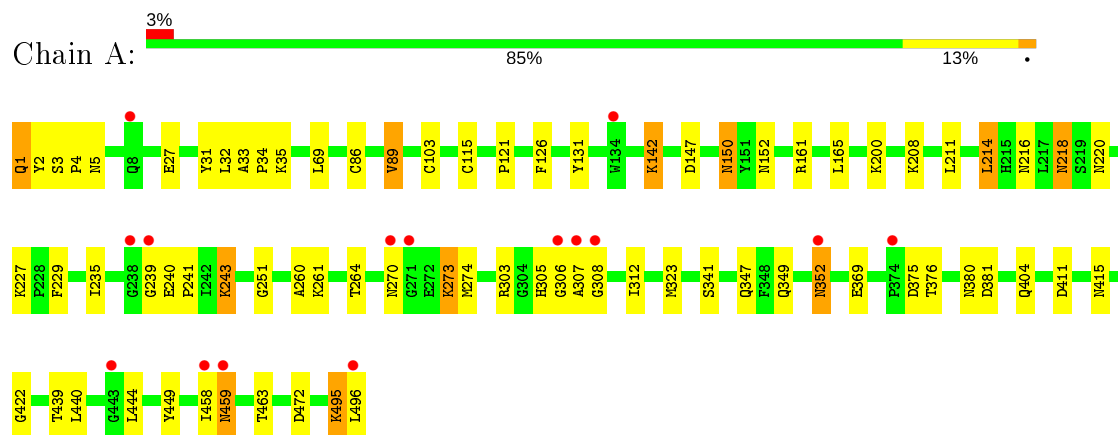 3%
Chain A:
85% 13% •
Q1 Y2 S3 P4 N5 Q8 E27 Y31 L32 A33 P34 K35 L69 C86 V89 C103 C115 P121 F126 Y131 W134 K142 D147 N150 Y151 N152 R161 L165 K200 K208 L211 L214 H215 N216 L217 N218 S219 N220
K227 P228 F229 I235 G238 G239 E240 P241 I242 K243 G251 A260 K261 T264 N270 G271 E272 K273 M274 R303 G304 H305 G306 A307 G308 I312 M323 S341 Q347 F348 Q349 N352 E369 P374 D375 T376 N380 D381 Q404 D411 N415
G422 T439 L440 G443 L444 Y449 I458 N459 T463 D472 K495 L496